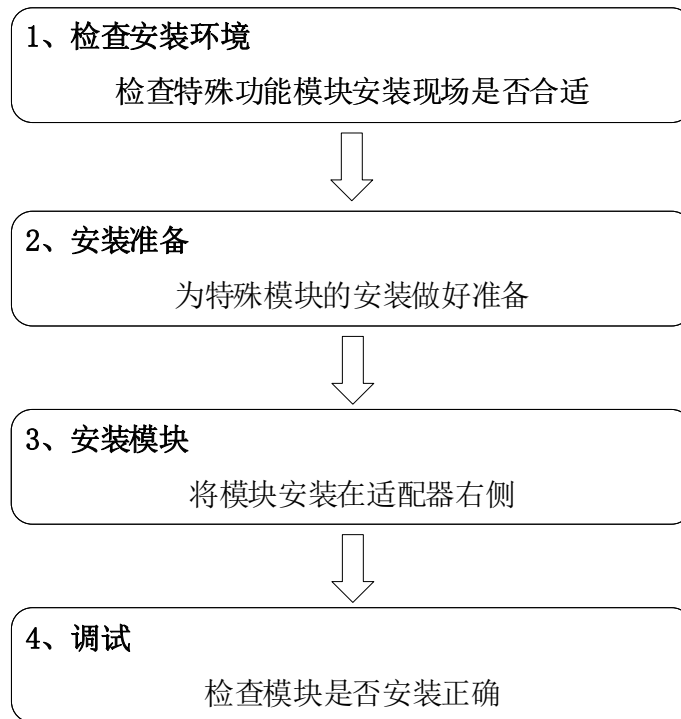 1、检查安装环境
检查特殊功能模块安装现场是否合适
2、安装准备
为特殊模块的安装做好准备
3、安装模块
将模块安装在适配器右侧
4、调试
检查模块是否安装正确